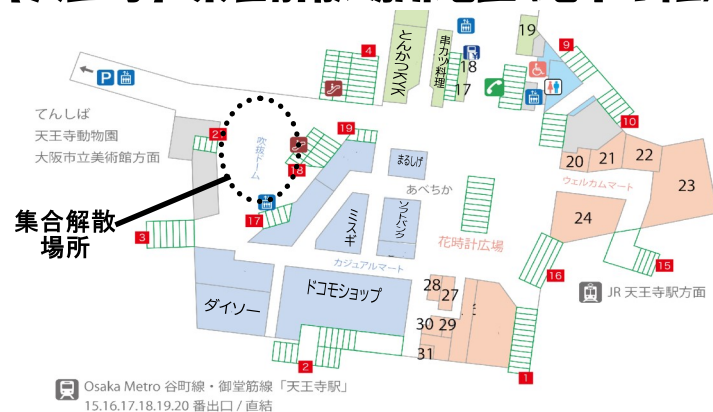 4
とんかつKYK
串カツ料理
18
17
19
9
10
P
てんしば
天王寺動物園
大阪市立美術館方面
2
吹抜ドーム
19
18
17
まるしげ
あべちか
ミスギ
ソフトバンク
花時計広場
20
21
22
23
ウェルカムマート
24
集合解散
場所
3
カジュアルマート
16
15
JR 天王寺駅方面
ダイソー
ドコモショップ
28
27
30
29
31
2
1
Osaka Metro 谷町線・御堂筋線「天王寺駅」
15.16.17.18.19.20 番出口 / 直結